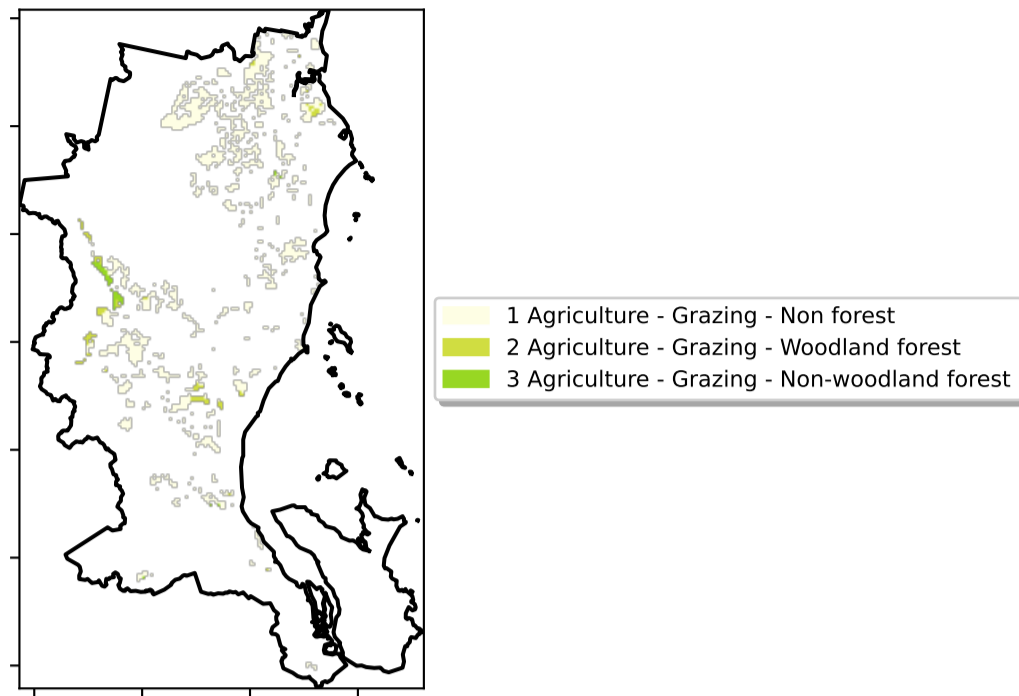 1 Agriculture - Grazing - Non forest
2 Agriculture - Grazing - Woodland forest
3 Agriculture - Grazing - Non-woodland forest